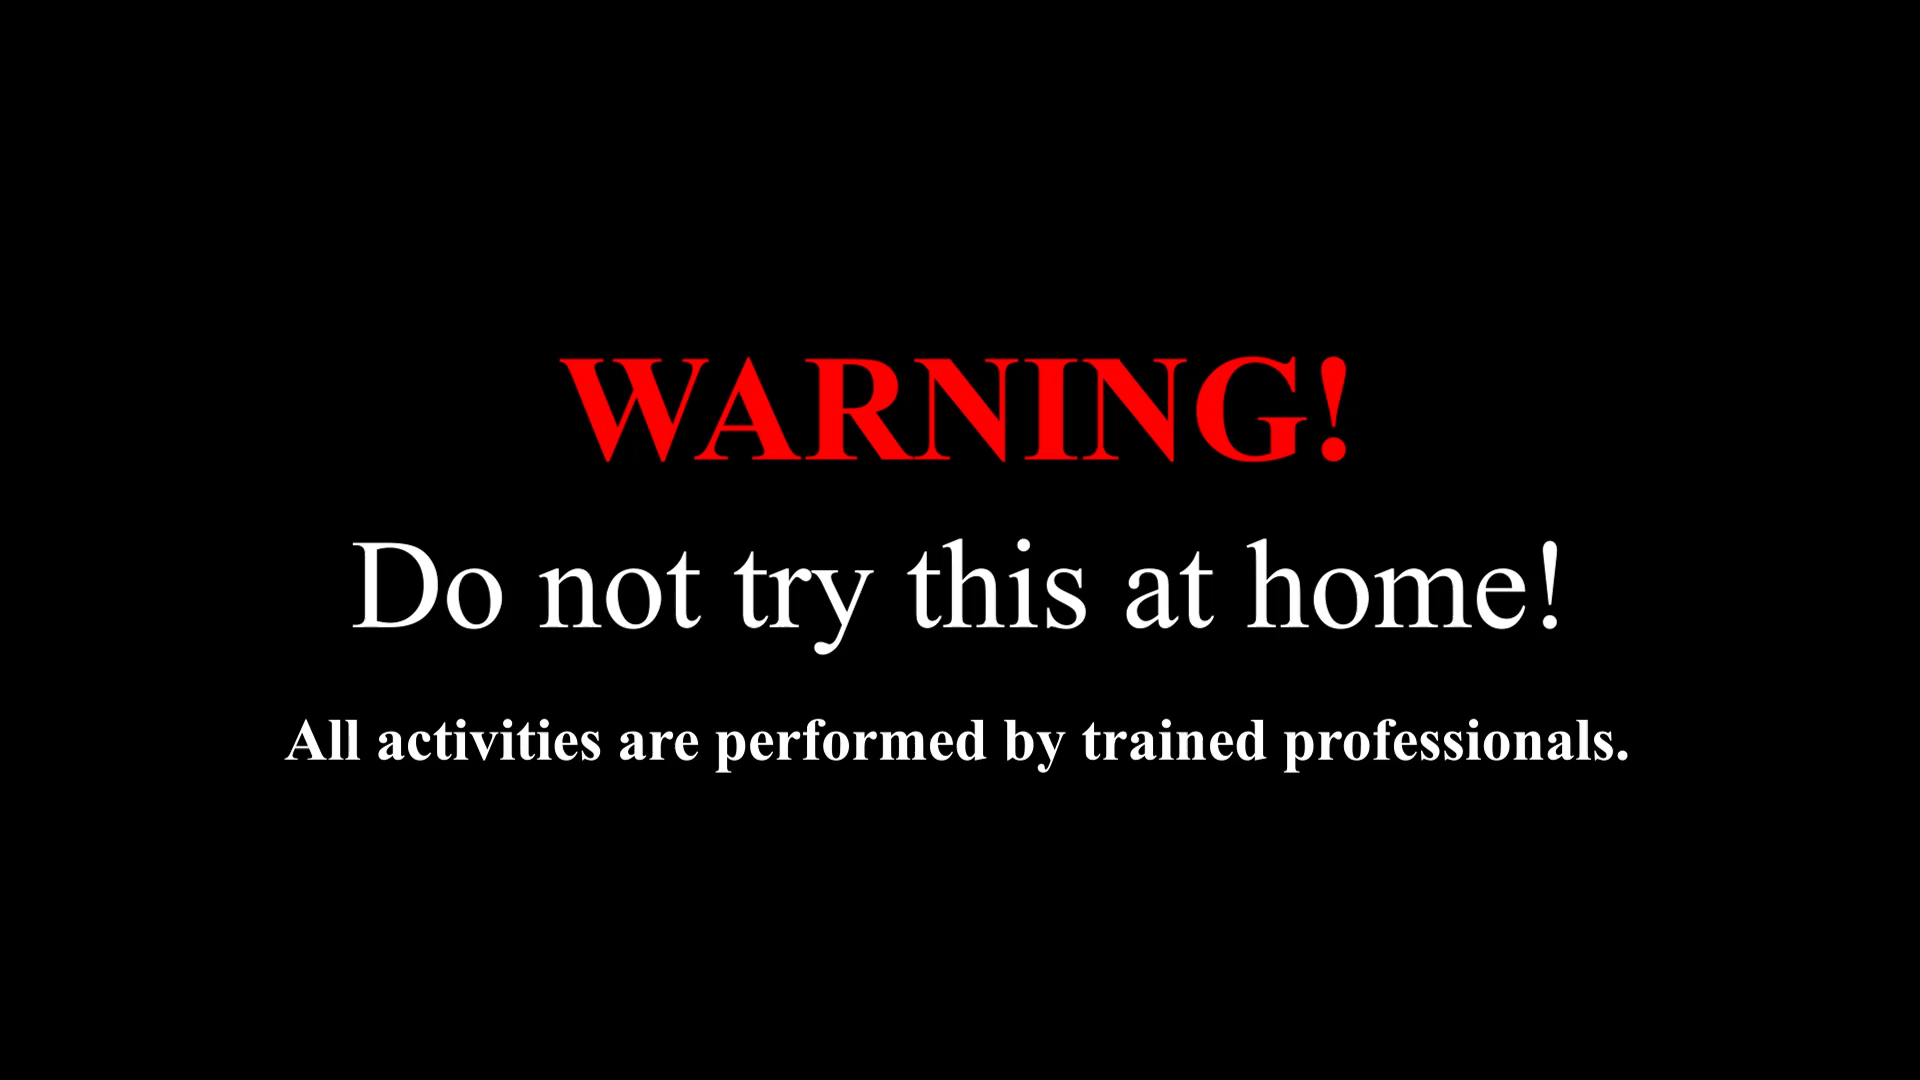 WARNING!
Do not try this at home!
All activities are performed by trained professionals.